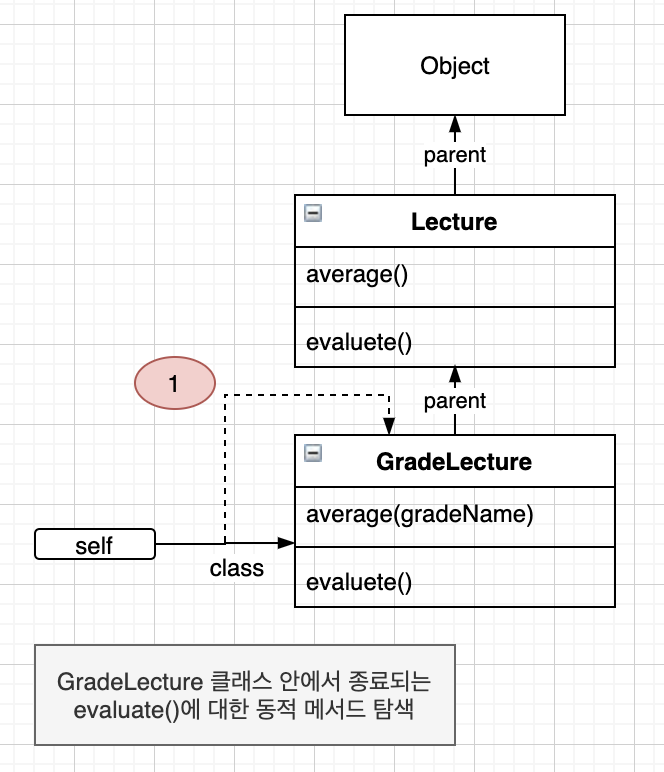 Object
parent
Lecture
average()
evaluete()
1
parent
GradeLecture
average(gradeName)
self
class
evaluete()
GradeLecture 클래스 안에서 종료되는
evaluate()에 대한 동적 메서드 탐색